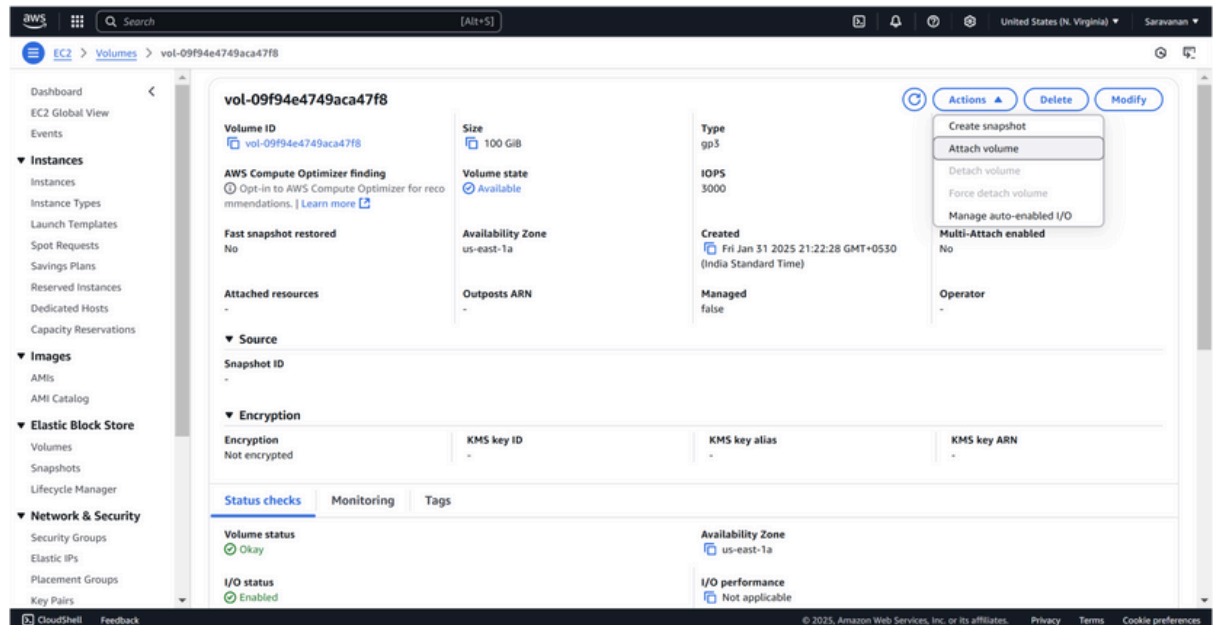 aws
Search
[Alt+S]
United States (N. Virginia)
Saravanan
EC2 > Volumes > vol-09f94e4749aca47f8
Dashboard
EC2 Global View
Events
Instances
Instances
Instance Types
Launch Templates
Spot Requests
Savings Plans
Reserved Instances
Dedicated Hosts
Capacity Reservations
Images
AMIs
AMI Catalog
Elastic Block Store
Volumes
Snapshots
Lifecycle Manager
Network & Security
Security Groups
Elastic IPs
Placement Groups
Key Pairs
vol-09f94e4749aca47f8
Actions
Delete
Modify
Create snapshot
Attach volume
Detach volume
Force detach volume
Manage auto-enabled I/O
Volume ID
vol-09f94e4749aca47f8
Size
100 GiB
Type
gp3
AWS Compute Optimizer finding
Opt-in to AWS Compute Optimizer for reco
mmendations. | Learn more
Volume state
Available
IOPS
3000
Fast snapshot restored
No
Availability Zone
us-east-1a
Created
Fri Jan 31 2025 21:22:28 GMT+0530
(India Standard Time)
Multi-Attach enabled
No
Attached resources
-
Outposts ARN
-
Managed
false
Operator
-
Source
Snapshot ID
-
Encryption
Encryption
Not encrypted
KMS key ID
-
KMS key alias
-
KMS key ARN
-
Status checks
Monitoring
Tags
Volume status
Okay
Availability Zone
us-east-1a
I/O status
Enabled
I/O performance
Not applicable
CloudShell
Feedback
© 2025, Amazon Web Services, Inc. or its affiliates.
Privacy
Terms
Cookie preferences